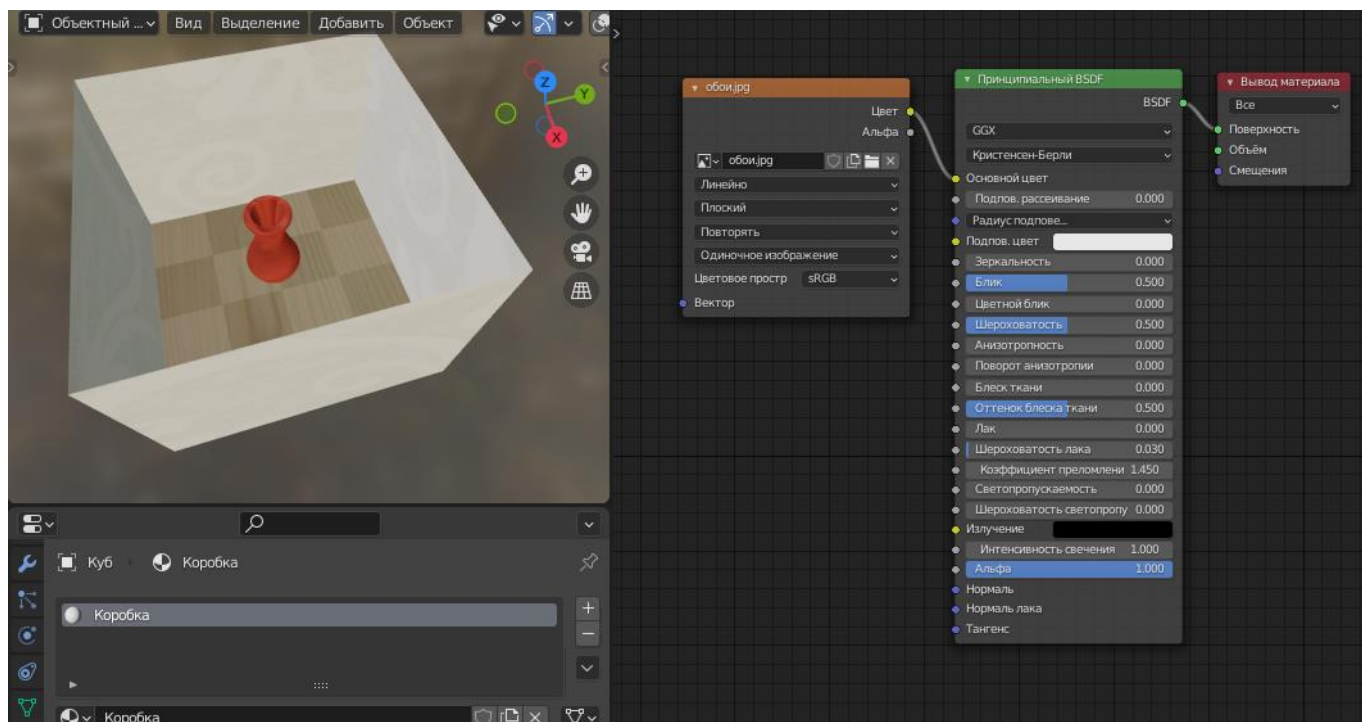 Объектный ... Вид Выделение Добавить Объект
Z
Y
X
Куб Коробка
Коробка
Коробка
обои.jpg
Цвет
Альфа
обои.jpg
Линейно
Плоский
Повторять
Одиночное изображение
Цветовое простр sRGB
Вектор
Принципиальный BSDF
BSDF
GGX
Кристенсен-Берли
Основной цвет
Подпов. рассеивание 0.000
Радиус подпове...
Подпов. цвет
Зеркальность 0.000
Блик 0.500
Цветной блик 0.000
Шероховатость 0.500
Анизотропность 0.000
Поворот анизотропии 0.000
Блеск ткани 0.000
Оттенок блеска ткани 0.500
Лак 0.000
Шероховатость лака 0.030
Коэффициент преломлени 1.450
Светопропускаемость 0.000
Шероховатость светопропу 0.000
Излучение
Интенсивность свечения 1.000
Альфа 1.000
Нормаль
Нормаль лака
Тангенс
Вывод материала
Все
Поверхность
Объём
Смещения